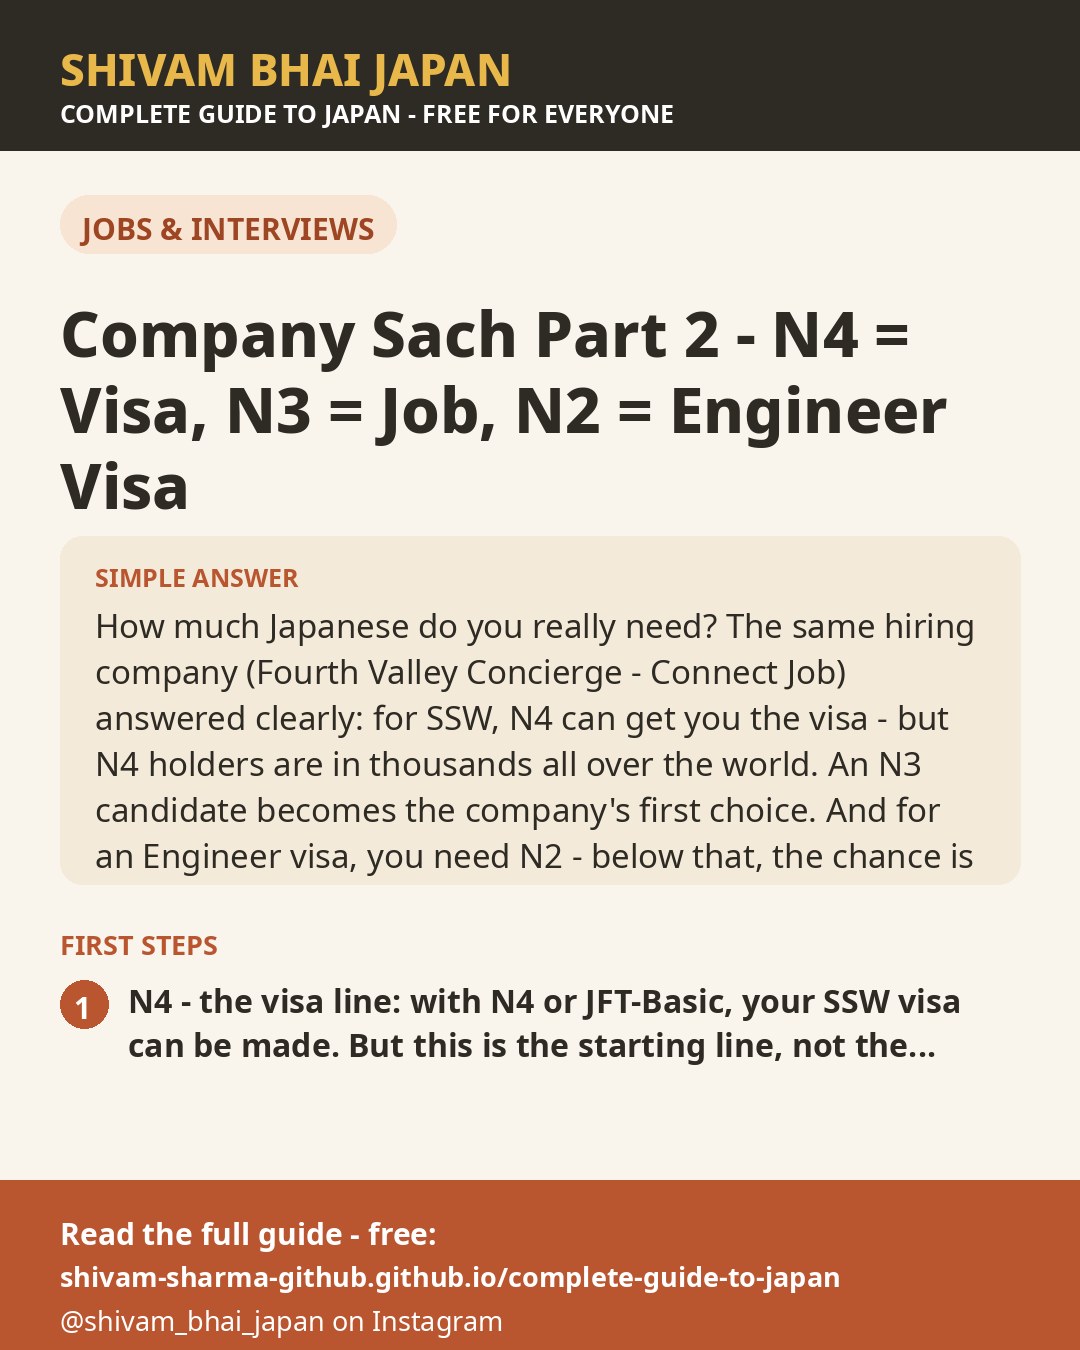 SHIVAM BHAI JAPAN
COMPLETE GUIDE TO JAPAN - FREE FOR EVERYONE
JOBS & INTERVIEWS
Company Sach Part 2 - N4 =
Visa, N3 = Job, N2 = Engineer
Visa
SIMPLE ANSWER
How much Japanese do you really need? The same hiring
company (Fourth Valley Concierge - Connect Job)
answered clearly: for SSW, N4 can get you the visa - but
N4 holders are in thousands all over the world. An N3
candidate becomes the company's first choice. And for
an Engineer visa, you need N2 - below that, the chance is
FIRST STEPS
1 N4 - the visa line: with N4 or JFT-Basic, your SSW visa
can be made. But this is the starting line, not the...
Read the full guide - free:
shivam-sharma-github.github.io/complete-guide-to-japan
@shivam_bhai_japan on Instagram